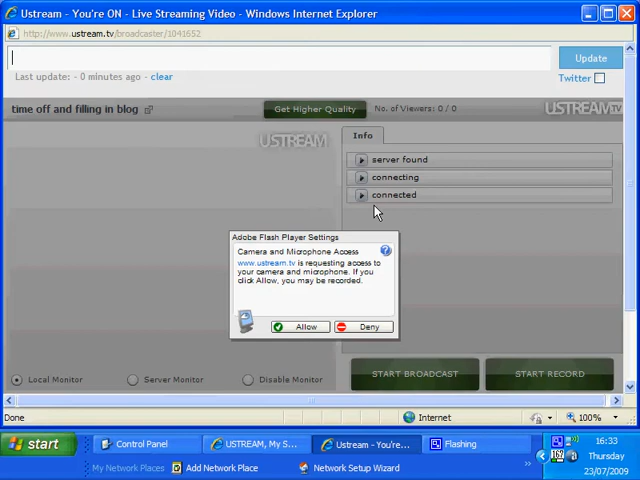 Ustream - You're ON - Live Streaming Video - Windows Internet Explorer
http://www.ustream.tv/broadcaster/1041652
Update
Last update: - 0 minutes ago - clear
Twitter
time off and filling in blog
Get Higher Quality
No. of Viewers: 0 / 0
USTREAM TV
USTREAM
Info
server found
connecting
connected
Adobe Flash Player Settings
Camera and Microphone Access
www.ustream.tv is requesting access to
your camera and microphone. If you
click Allow, you may be recorded.
Allow
Deny
START BROADCAST
START RECORD
Local Monitor
Server Monitor
Disable Monitor
Done
Internet
100%
start
Control Panel
USTREAM, My S...
Ustream - You're...
Flashing
16:33
Thursday
23/07/2009
My Network Places
Add Network Place
Network Setup Wizard